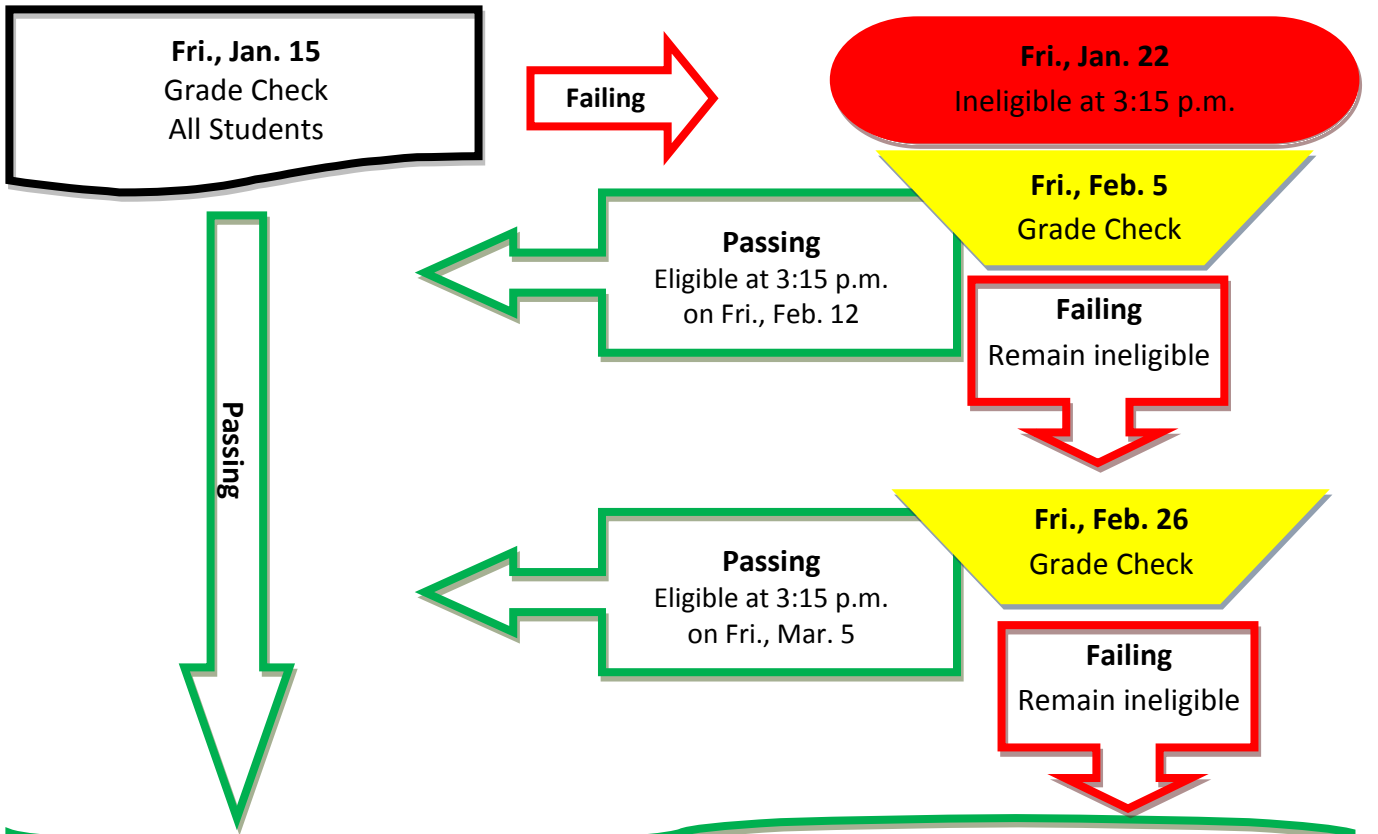 Fri., Jan. 15
Grade Check
All Students
Failing
Fri., Jan. 22
Ineligible at 3:15 p.m.
Fri., Feb. 5
Grade Check
Passing
Eligible at 3:15 p.m.
on Fri., Feb. 12
Failing
Remain ineligible
Passing
Fri., Feb. 26
Grade Check
Passing
Eligible at 3:15 p.m.
on Fri., Mar. 5
Failing
Remain ineligible